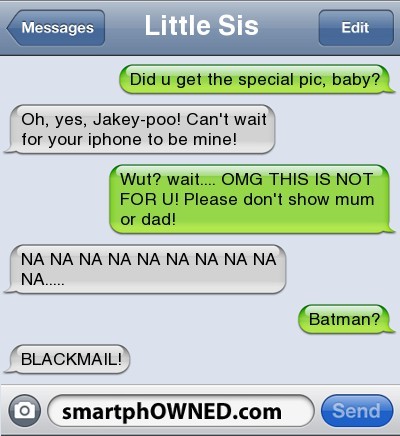 Messages
Little Sis
Edit
Did u get the special pic, baby?
Oh, yes, Jakey-poo! Can't wait
for your iphone to be mine!
Wut? wait.... OMG THIS IS NOT
FOR U! Please don't show mum
or dad!
NA NA NA NA NA NA NA NA NA
NA.....
Batman?
BLACKMAIL!
smartphOWNED.com
Send